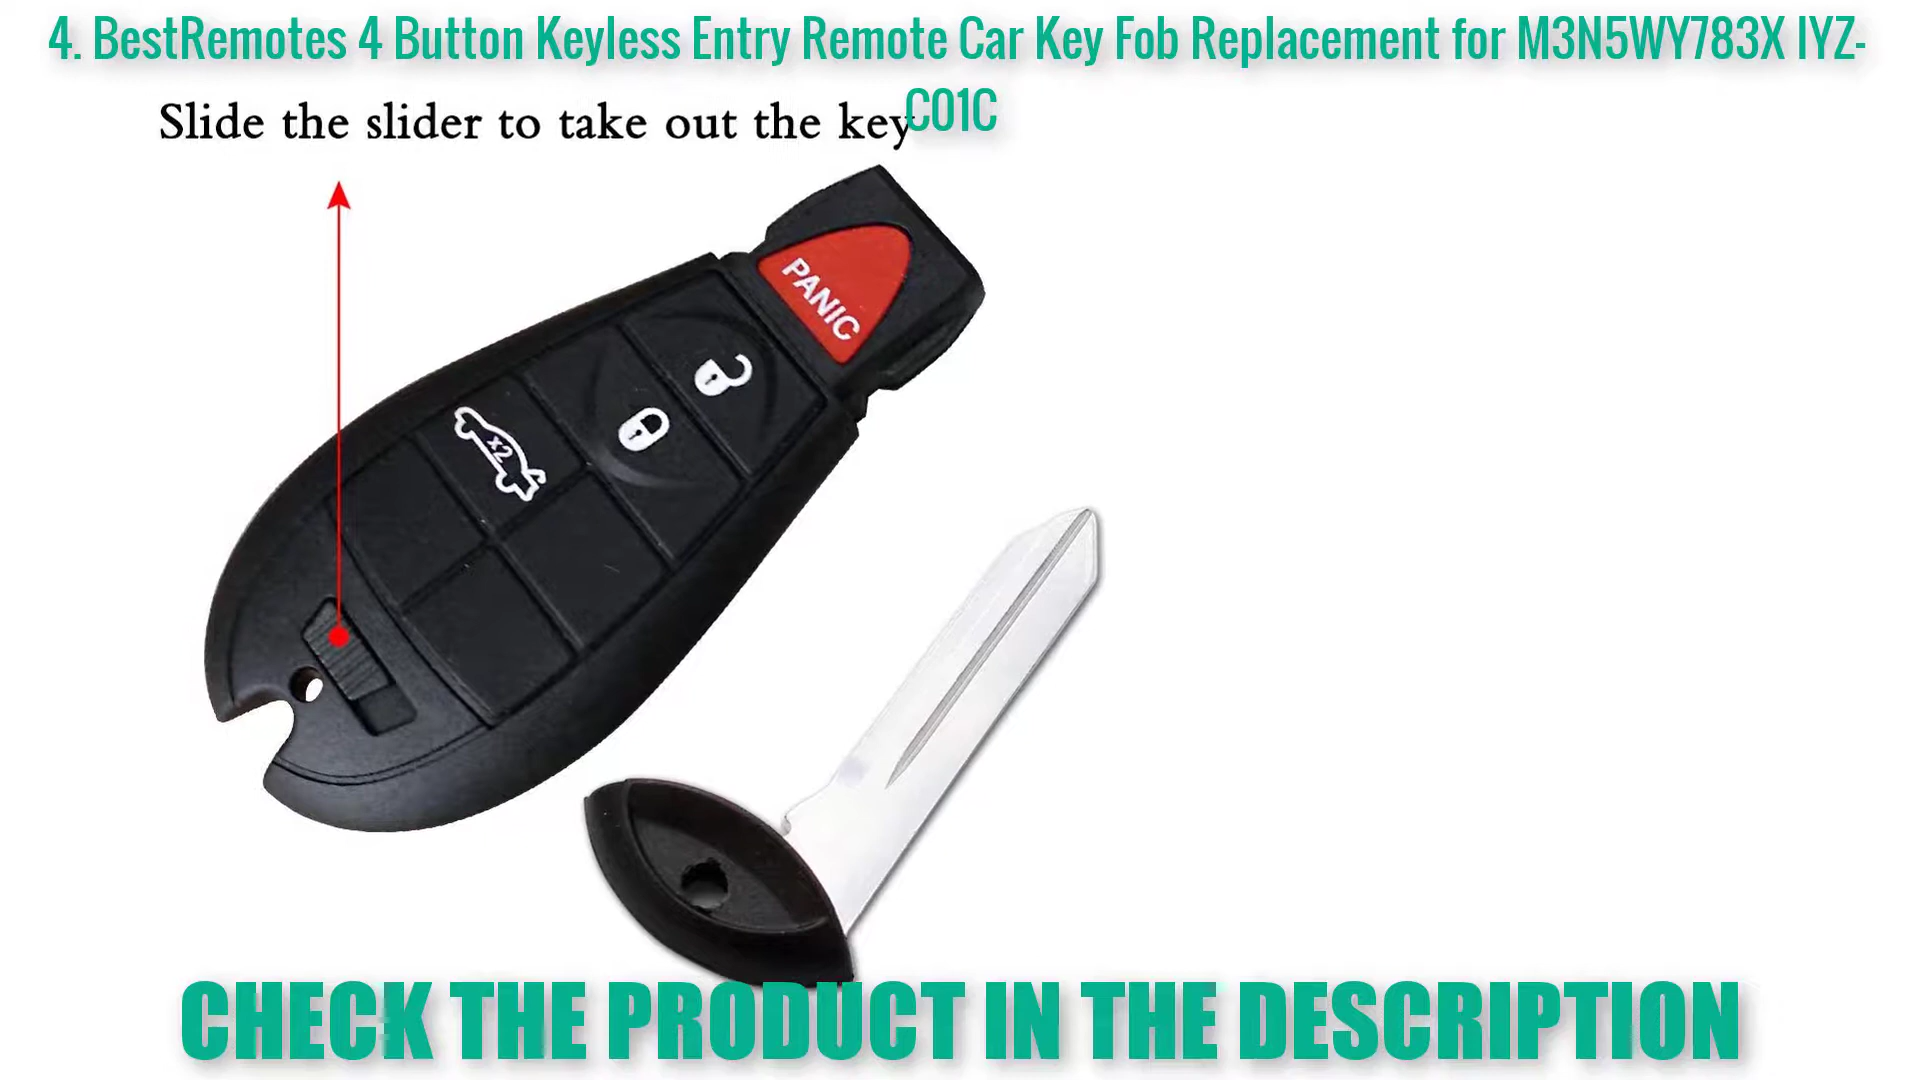 4. BestRemotes 4 Button Keyless Entry Remote Car Key Fob Replacement for M3N5WY783X IYZ-
C01C
Slide the slider to take out the key
PANIC
x2
CHECK THE PRODUCT IN THE DESCRIPTION